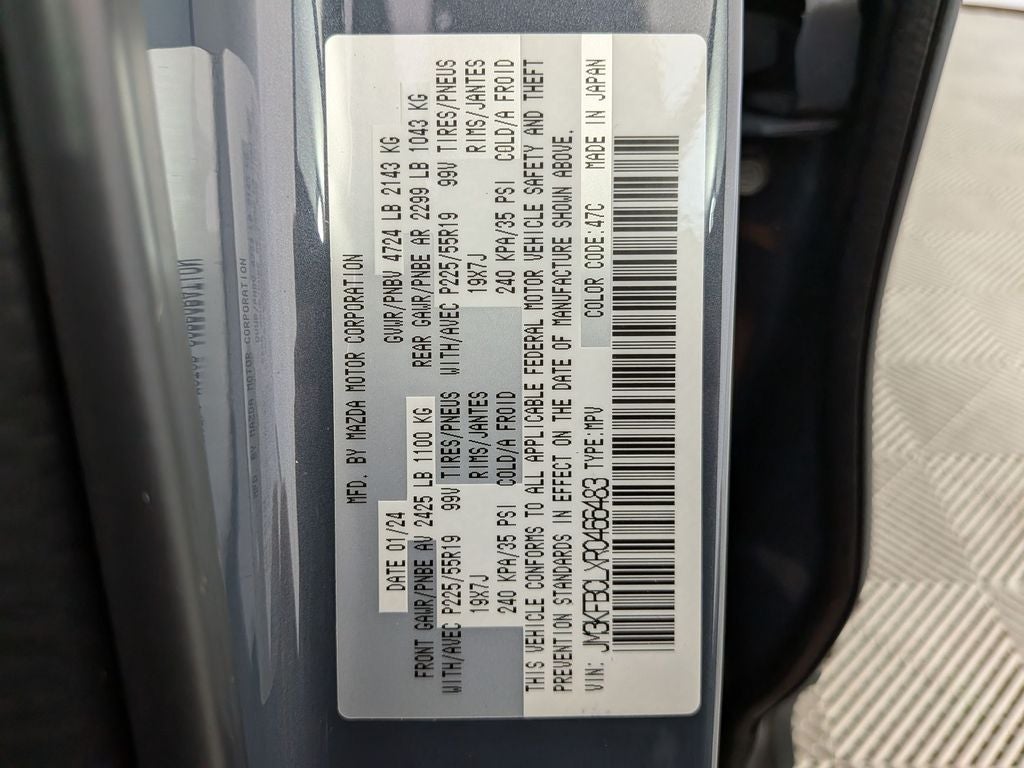 MFD. BY MAZDA MOTOR CORPORATION
DATE 01/24 GVWR/PNBV 4724 LB 2143 KG
FRONT GAWR/PNBE AV 2425 LB 1100 KG REAR GAWR/PNBE AR 2299 LB 1043 KG
WITH/AVEC P225/55R19 99V TIRES/PNEUS WITH/AVEC P225/55R19 99V TIRES/PNEUS
19X7J RIMS/JANTES 19X7J RIMS/JANTES
240 KPA/35 PSI COLD/A FROID 240 KPA/35 PSI COLD/A FROID
THIS VEHICLE CONFORMS TO ALL APPLICABLE FEDERAL MOTOR VEHICLE SAFETY AND THEFT
PREVENTION STANDARDS IN EFFECT ON THE DATE OF MANUFACTURE SHOWN ABOVE.
VIN: JM3KFBCLXR0466483 TYPE:MPV COLOR CODE:47C MADE IN JAPAN